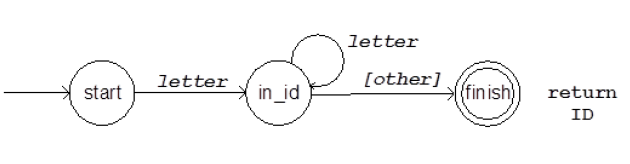 letter
start
letter
in_id
[other]
finish
return
ID